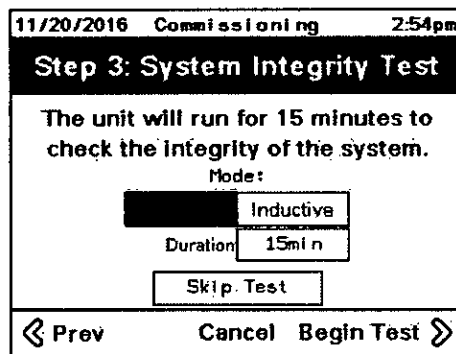 11/20/2016 Commissioning 2:54pm
Step 3: System Integrity Test
The unit will run for 15 minutes to
check the integrity of the system.
Mode:
Inductive
Duration 15min
Skip Test
Prev Cancel Begin Test